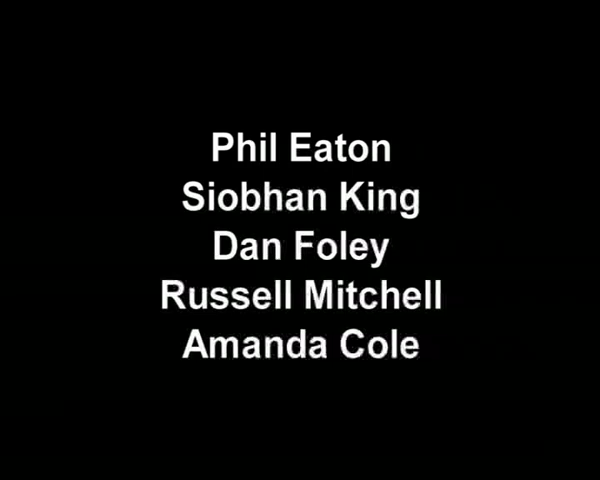 Phil Eaton
Siobhan King
Dan Foley
Russell Mitchell
Amanda Cole